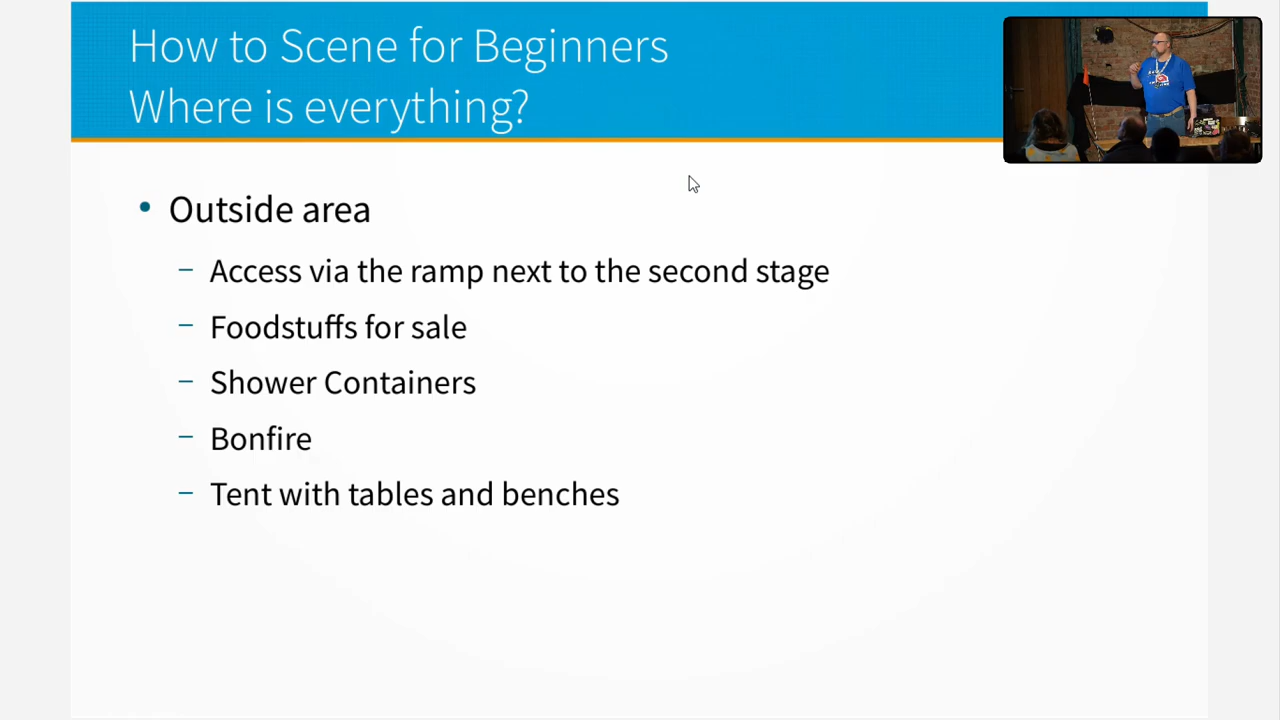 How to Scene for Beginners
Where is everything?
Outside area
Access via the ramp next to the second stage
Foodstuffs for sale
Shower Containers
Bonfire
Tent with tables and benches